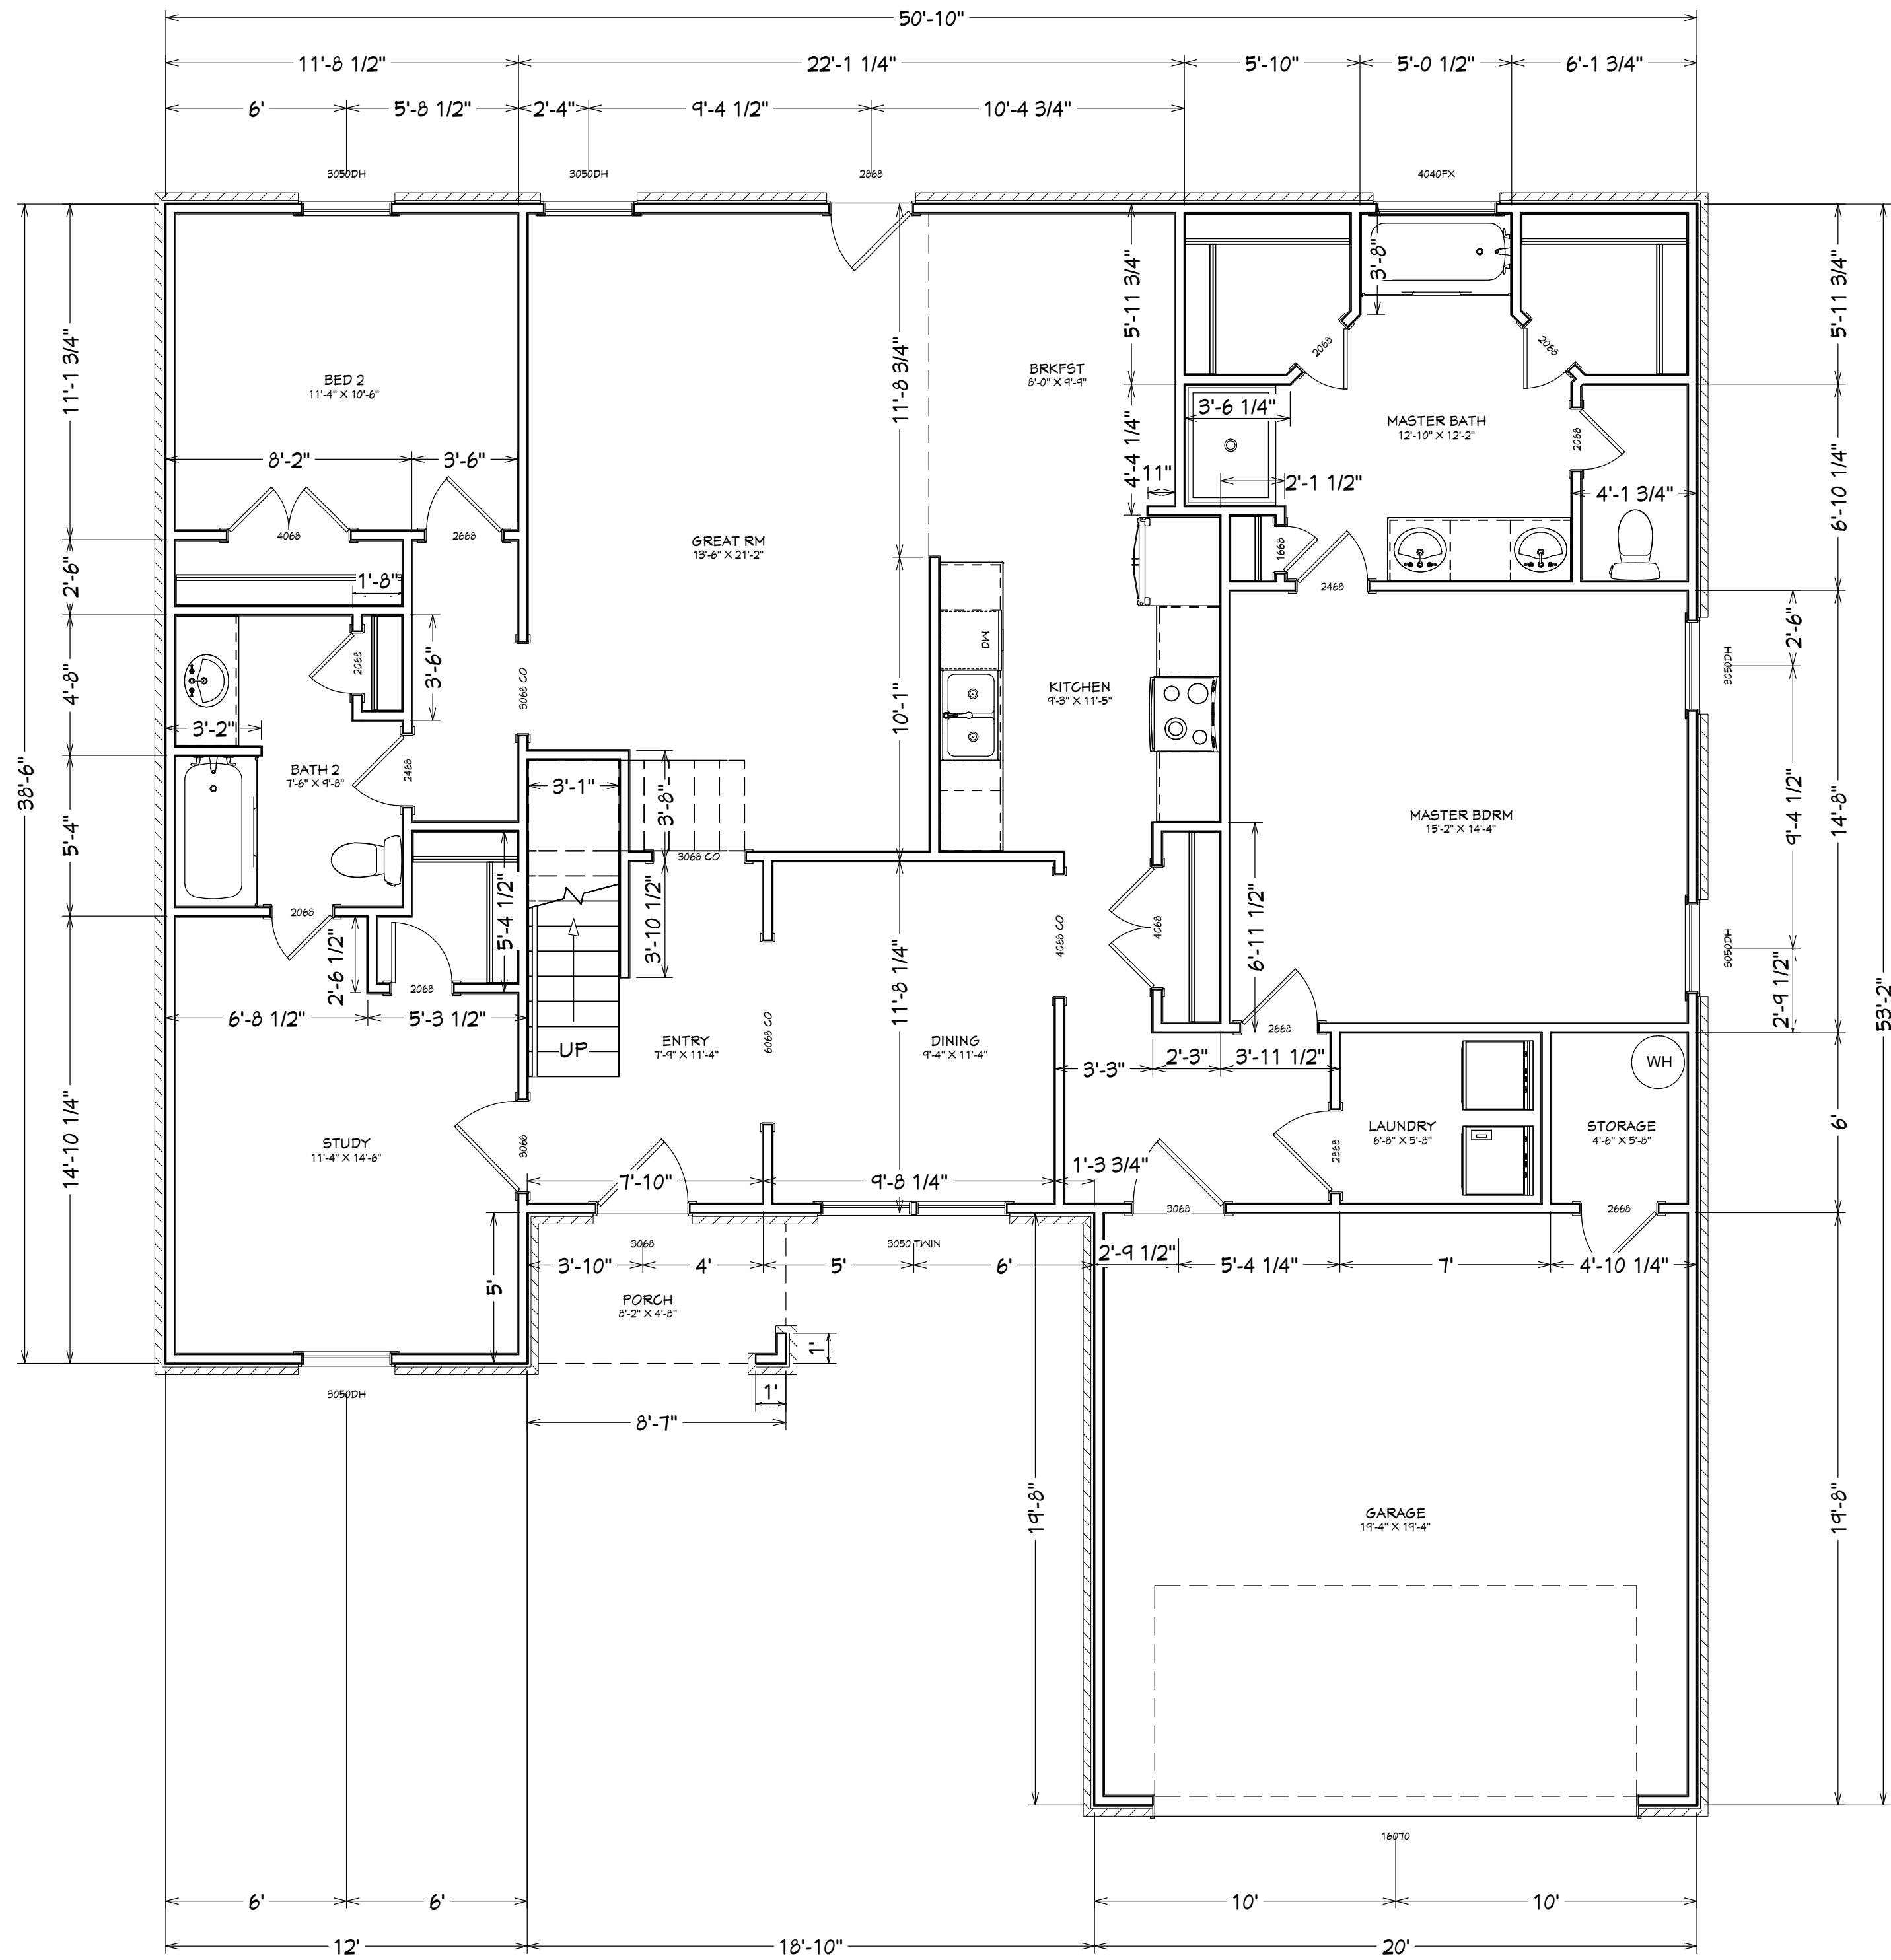 50'-10"
11'-8 1/2"
22'-1 1/4"
5'-10"
5'-0 1/2"
6'-1 3/4"
6'
5'-8 1/2"
2'-4"
9'-4 1/2"
10'-4 3/4"
3050DH
3050DH
2868
4040FX
38'-6"
11'-1 3/4"
2'-6"
4'-8"
5'-4"
14'-10 1/4"
BED 2
11'-4" X 10'-6"
8'-2"
3'-6"
4068
2668
1'-8"
2068
3'-6"
3068 CO
3'-2"
BATH 2
7'-6" X 9'-8"
2468
2068
2'-6 1/2"
2068
5'-4 1/2"
6'-8 1/2"
5'-3 1/2"
STUDY
11'-4" X 14'-6"
3068
5'
3050DH
GREAT RM
13'-6" X 21'-2"
11'-8 3/4"
10'-1"
3'-1"
3'-8"
3068 CO
3'-10 1/2"
UP
ENTRY
7'-9" X 11'-4"
6068 CO
11'-8 1/4"
DINING
9'-4" X 11'-4"
4068 CO
7'-10"
9'-8 1/4"
1'-3 3/4"
3068
3050 TWIN
3'-10"
4'
5'
6'
PORCH
8'-2" X 4'-8"
1'
1'
8'-7"
BRKFST
8'-0" X 9'-9"
5'-11 3/4"
4'-4 1/4"
11"
DW
KITCHEN
9'-3" X 11'-5"
4068
6'-11 1/2"
3'-3"
2'-3"
3'-11 1/2"
3'-8"
2068
2068
3'-6 1/4"
MASTER BATH
12'-10" X 12'-2"
2068
2'-1 1/2"
4'-1 3/4"
1668
2468
MASTER BDRM
15'-2" X 14'-4"
2668
3050DH
3050DH
2'-6"
9'-4 1/2"
2'-9 1/2"
5'-11 3/4"
6'-10 1/4"
14'-8"
6'
19'-8"
53'-2"
LAUNDRY
6'-8" X 5'-8"
2868
WH
STORAGE
4'-6" X 5'-8"
3068
2668
2'-9 1/2"
5'-4 1/4"
7'
4'-10 1/4"
19'-8"
GARAGE
19'-4" X 19'-4"
16070
6'
6'
10'
10'
12'
18'-10"
20'